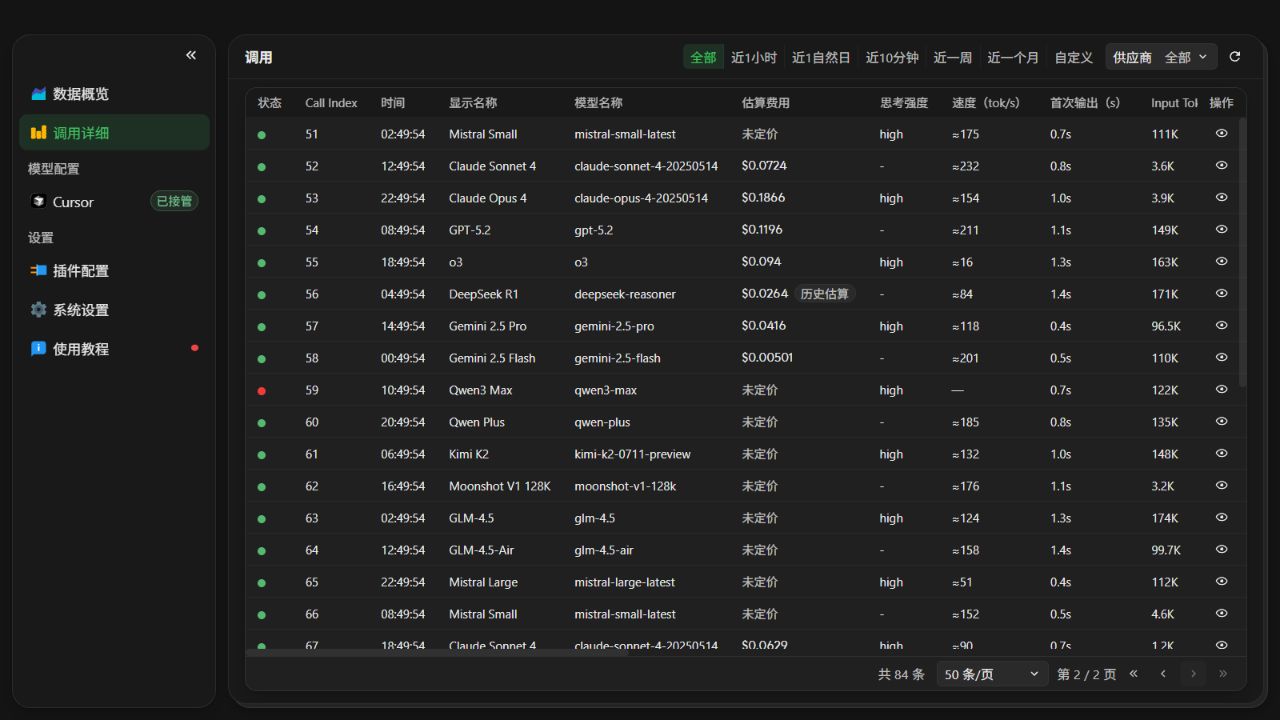 调用
全部 近1小时 近1自然日 近10分钟 近一周 近一个月 自定义 供应商 全部
数据概览
调用详细
模型配置
Cursor 已接管
设置
插件配置
系统设置
使用教程
状态 Call Index 时间 显示名称 模型名称 估算费用 思考强度 速度（tok/s） 首次输出（s） Input Tok 操作
51 02:49:54 Mistral Small mistral-small-latest 未定价 high ≈175 0.7s 111K
52 12:49:54 Claude Sonnet 4 claude-sonnet-4-20250514 $0.0724 - ≈232 0.8s 3.6K
53 22:49:54 Claude Opus 4 claude-opus-4-20250514 $0.1866 high ≈154 1.0s 3.9K
54 08:49:54 GPT-5.2 gpt-5.2 $0.1196 - ≈211 1.1s 149K
55 18:49:54 o3 o3 $0.094 high ≈16 1.3s 163K
56 04:49:54 DeepSeek R1 deepseek-reasoner $0.0264 历史估算 - ≈84 1.4s 171K
57 14:49:54 Gemini 2.5 Pro gemini-2.5-pro $0.0416 high ≈118 0.4s 96.5K
58 00:49:54 Gemini 2.5 Flash gemini-2.5-flash $0.00501 - ≈201 0.5s 110K
59 10:49:54 Qwen3 Max qwen3-max 未定价 high — 0.7s 122K
60 20:49:54 Qwen Plus qwen-plus 未定价 - ≈185 0.8s 135K
61 06:49:54 Kimi K2 kimi-k2-0711-preview 未定价 high ≈132 1.0s 148K
62 16:49:54 Moonshot V1 128K moonshot-v1-128k 未定价 - ≈176 1.1s 3.2K
63 02:49:54 GLM-4.5 glm-4.5 未定价 high ≈124 1.3s 174K
64 12:49:54 GLM-4.5-Air glm-4.5-air 未定价 - ≈158 1.4s 99.7K
65 22:49:54 Mistral Large mistral-large-latest 未定价 high ≈51 0.4s 112K
66 08:49:54 Mistral Small mistral-small-latest 未定价 - ≈152 0.5s 4.6K
67 18:49:54 Claude Sonnet 4 claude-sonnet-4-20250514 $0.0629 high ≈90 0.7s 1.2K
共 84 条 50 条/页 第 2 / 2 页